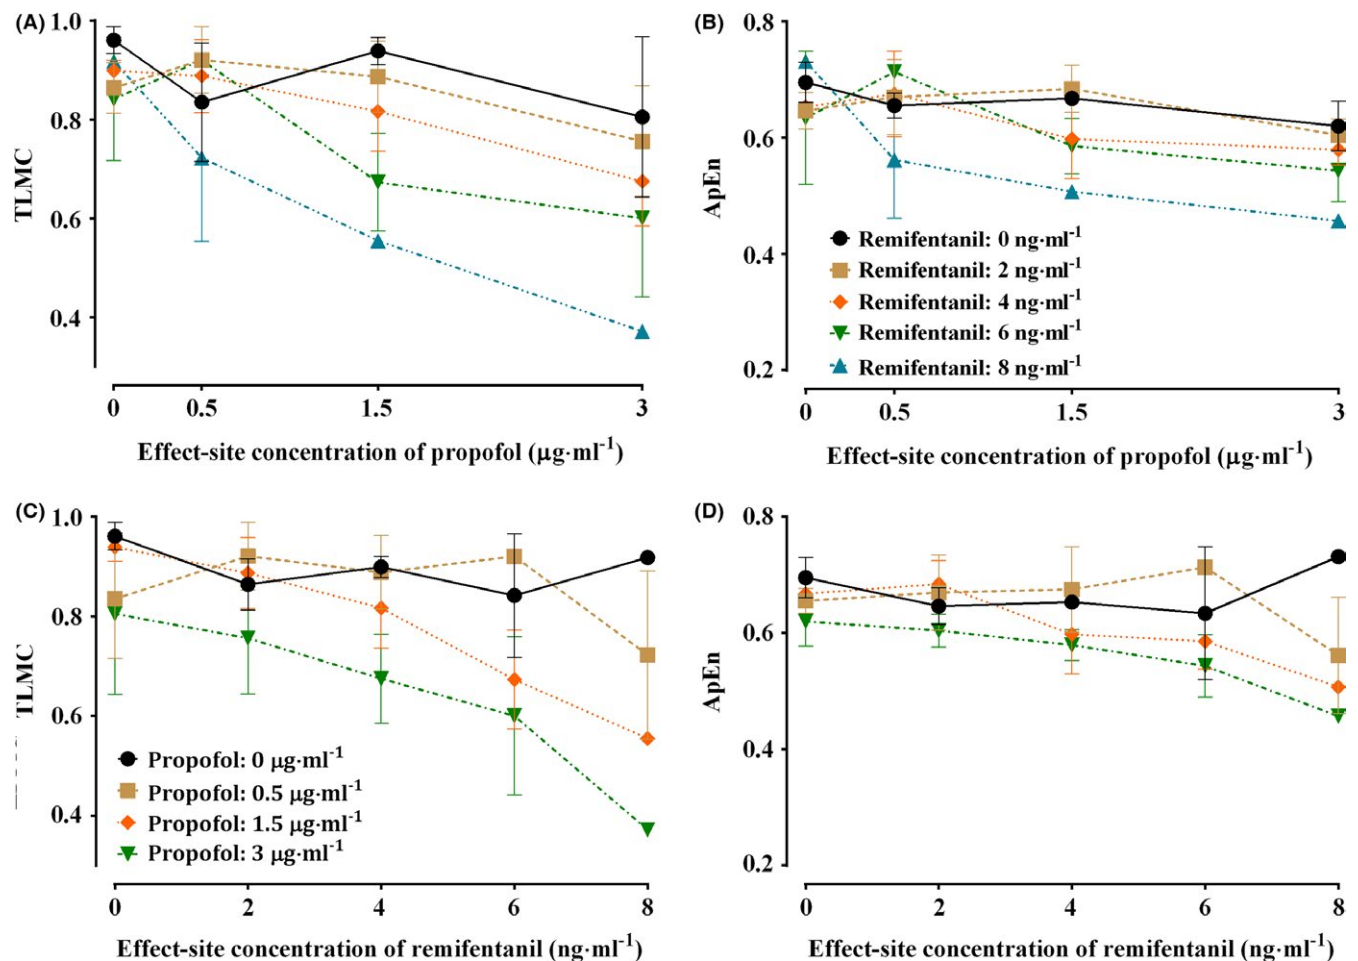 (A)
1.0
0.8
0.6
0.4
TLMC
0
0.5
1.5
3
Effect-site concentration of propofol (μg·ml⁻¹)
(B)
0.8
0.6
0.4
0.2
ApEn
Remifentanil: 0 ng·ml⁻¹
Remifentanil: 2 ng·ml⁻¹
Remifentanil: 4 ng·ml⁻¹
Remifentanil: 6 ng·ml⁻¹
Remifentanil: 8 ng·ml⁻¹
0
0.5
1.5
3
Effect-site concentration of propofol (μg·ml⁻¹)
(C)
1.0
0.8
0.6
0.4
TLMC
Propofol: 0 μg·ml⁻¹
Propofol: 0.5 μg·ml⁻¹
Propofol: 1.5 μg·ml⁻¹
Propofol: 3 μg·ml⁻¹
0
2
4
6
8
Effect-site concentration of remifentanil (ng·ml⁻¹)
(D)
0.8
0.6
0.4
0.2
ApEn
0
2
4
6
8
Effect-site concentration of remifentanil (ng·ml⁻¹)